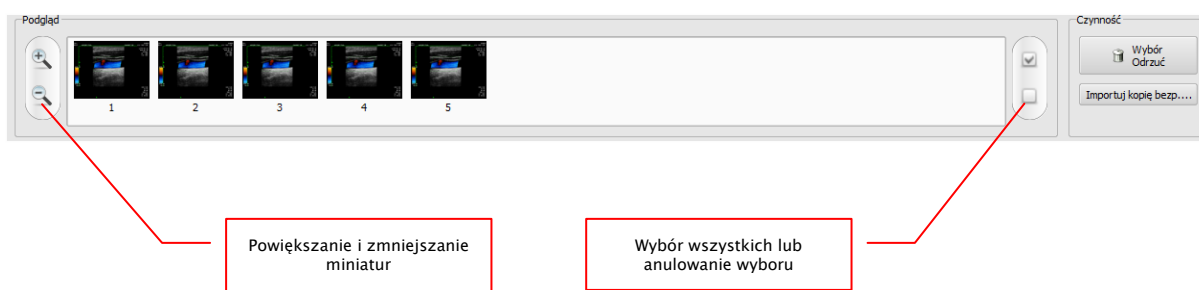 Podgląd
Czynność
Wybór
Odrzuć
Importuj kopię bezp....
1 2 3 4 5
Powiększanie i zmniejszanie
miniatur
Wybór wszystkich lub
anulowanie wyboru